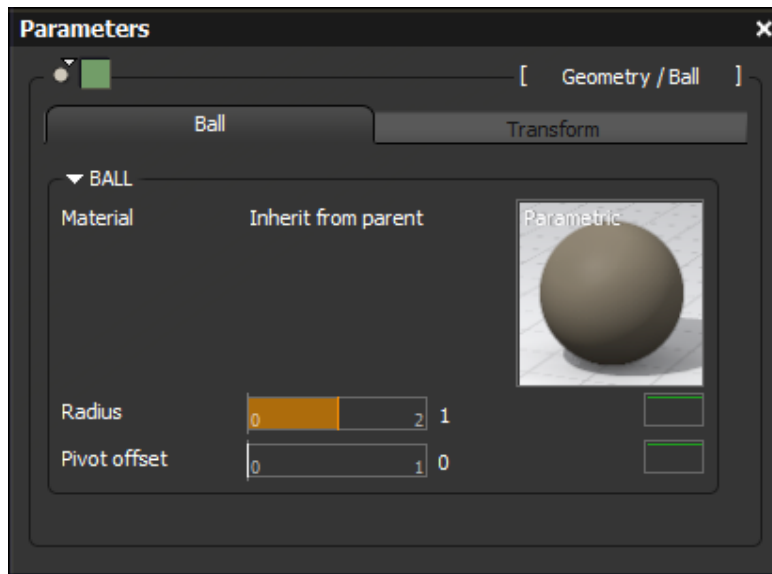 Parameters
[ Geometry / Ball ]
Ball Transform
BALL
Material Inherit from parent Parametric
Radius 0 2 1
Pivot offset 0 1 0